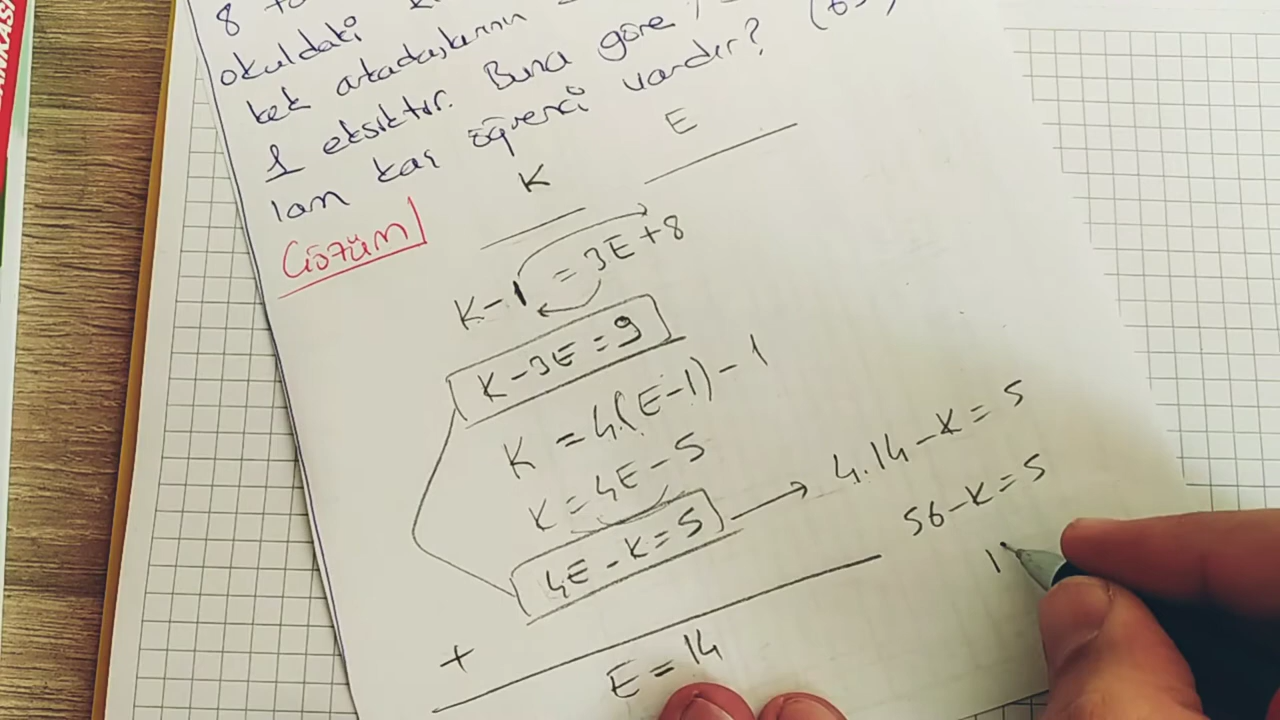 8
okuldaki
kek arkadaşlarının
1 eksiktir. Buna göre
lam kaç öğrenci vardır?
Çözüm
K E
K-1 = 3E+8
K-3E=9
K = 4.(E-1)-1
K=4E-5
4E-K=5 → 4.14-K=5
56-K=5
+
E=14